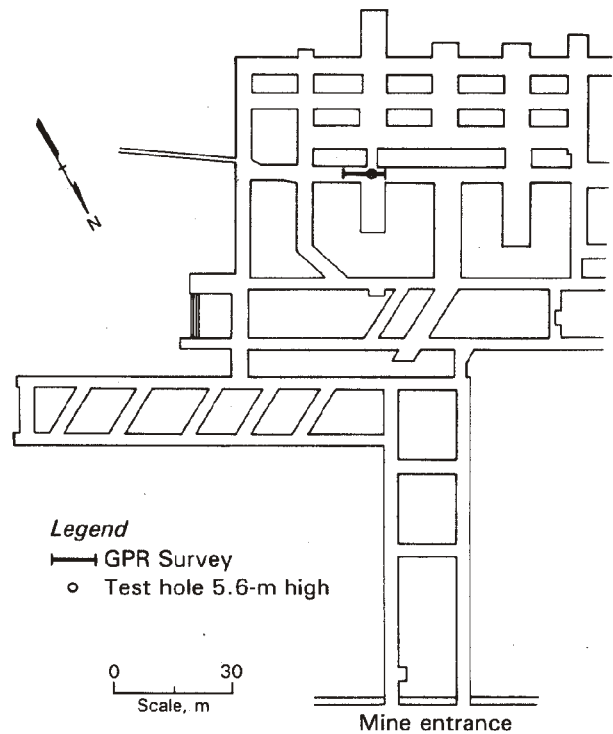 N
Legend
GPR Survey
Test hole 5.6-m high
0 30
Scale, m
Mine entrance